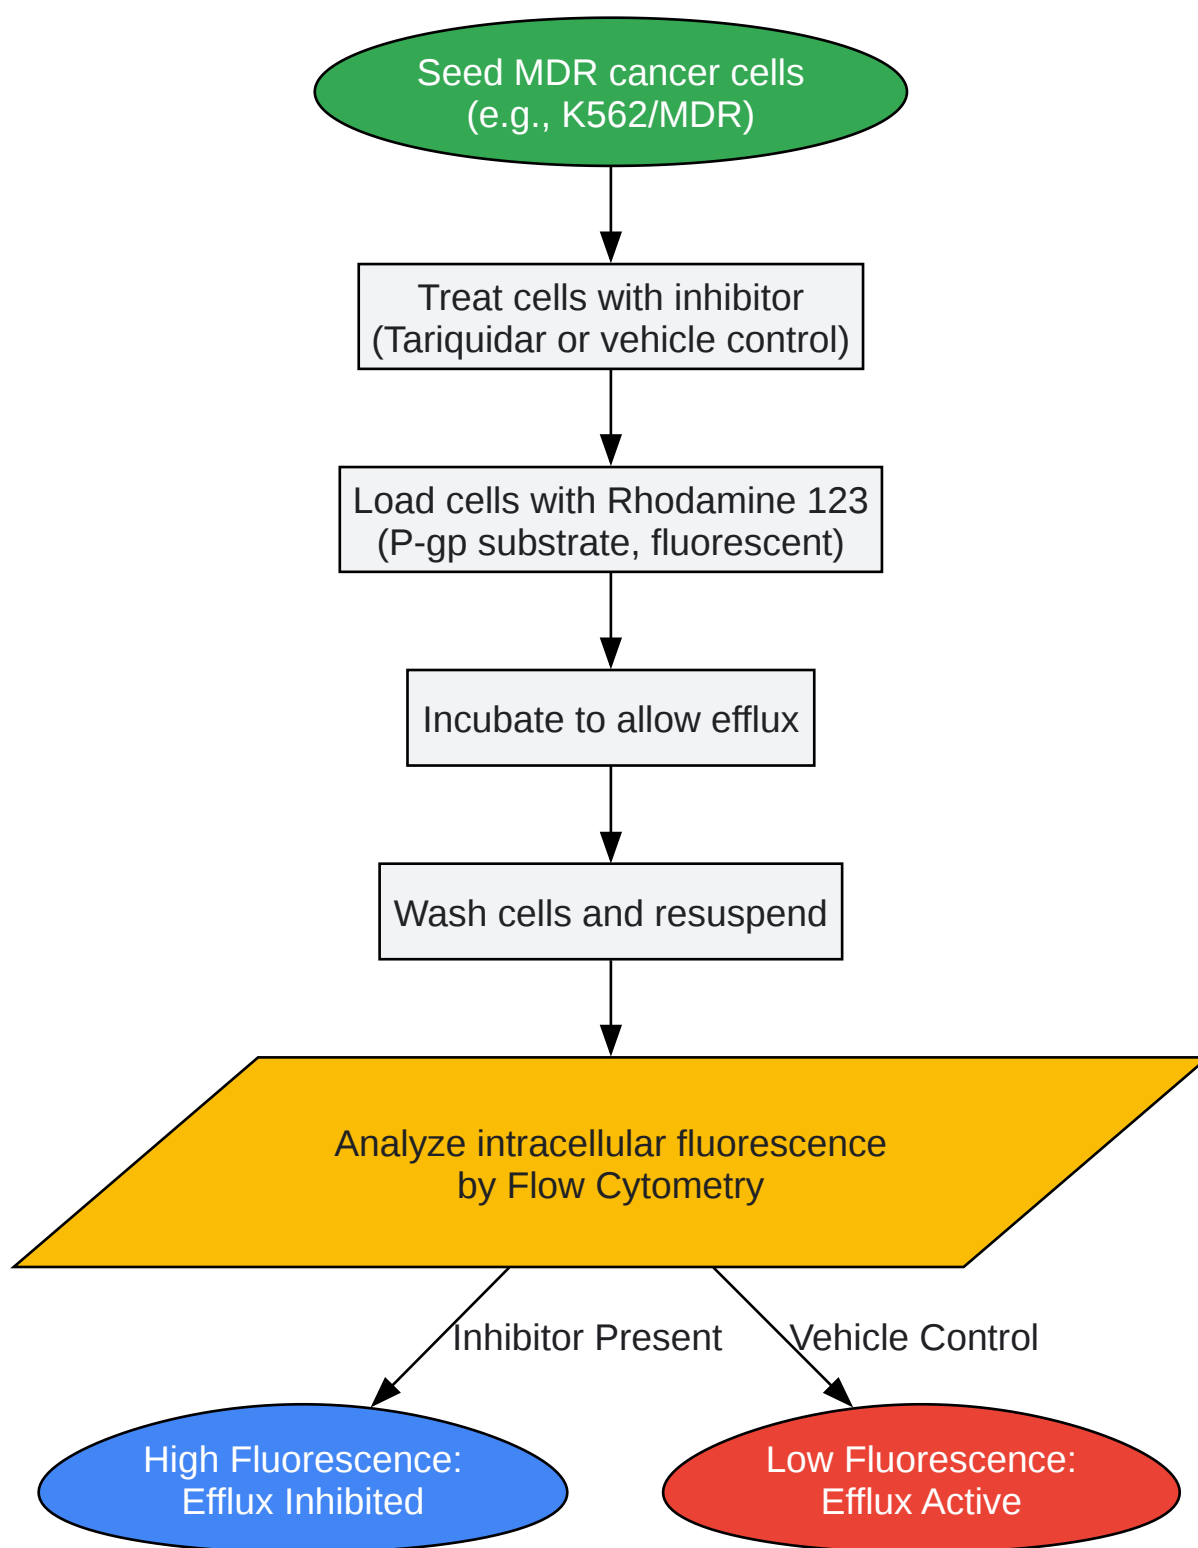 Seed MDR cancer cells
(e.g., K562/MDR)
Treat cells with inhibitor
(Tariquidar or vehicle control)
Load cells with Rhodamine 123
(P-gp substrate, fluorescent)
Incubate to allow efflux
Wash cells and resuspend
Analyze intracellular fluorescence
by Flow Cytometry
Inhibitor Present
Vehicle Control
High Fluorescence:
Efflux Inhibited
Low Fluorescence:
Efflux Active